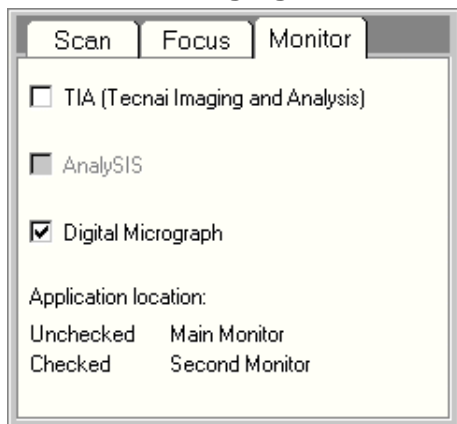 Scan Focus Monitor
TIA (Tecnai Imaging and Analysis)
AnalySIS
Digital Micrograph
Application location:
Unchecked Main Monitor
Checked Second Monitor